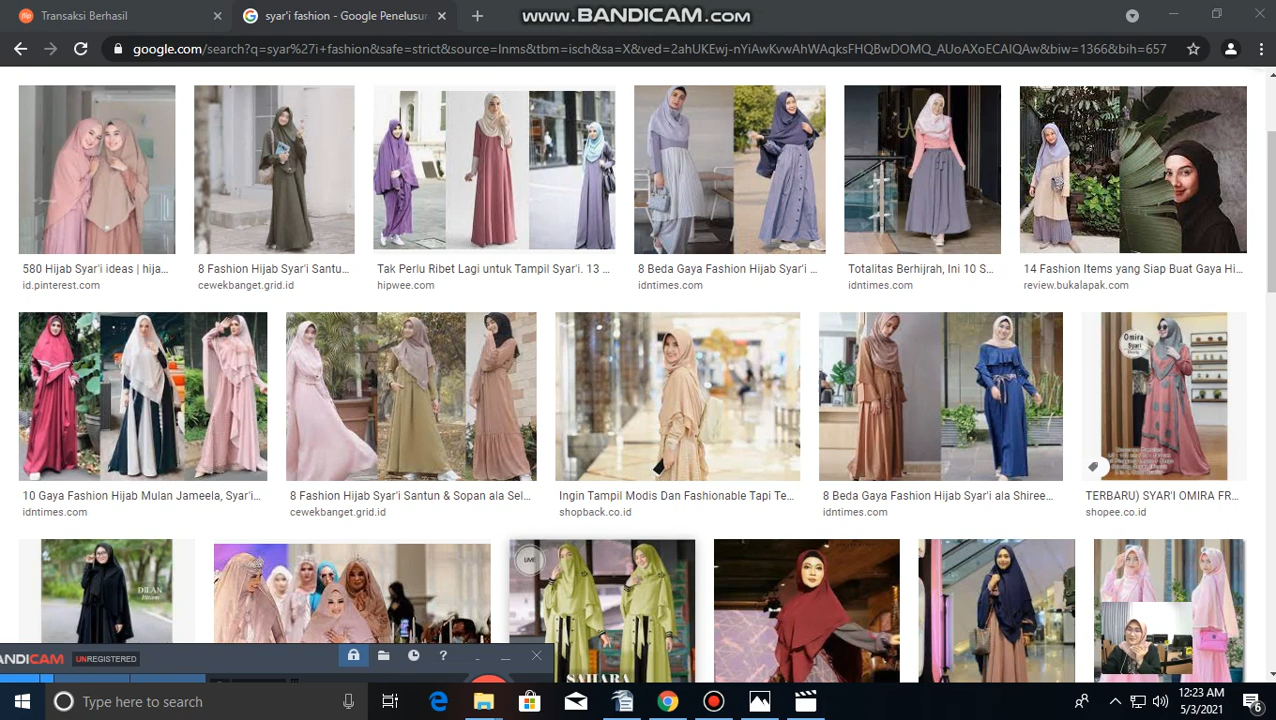 Transaksi Berhasil
syar'i fashion - Google Penelusur
www.BANDICAM.com
google.com/search?q=syar%27i+fashion&safe=strict&source=lnms&tbm=isch&sa=X&ved=2ahUKEwj-nYiAwKvwAhWAqksFHQBwDOMQ_AUoAXoECAIQAw&biw=1366&bih=657
580 Hijab Syar'i ideas | hija...
8 Fashion Hijab Syar'i Santu...
Tak Perlu Ribet Lagi untuk Tampil Syar'i. 13 ...
8 Beda Gaya Fashion Hijab Syar'i ...
Totalitas Berhijrah, Ini 10 S...
14 Fashion Items yang Siap Buat Gaya Hi...
id.pinterest.com
cewekbanget.grid.id
hipwee.com
idntimes.com
idntimes.com
review.bukalapak.com
Omira
Syari
10 Gaya Fashion Hijab Mulan Jameela, Syar'i...
8 Fashion Hijab Syar'i Santun & Sopan ala Sel...
Ingin Tampil Modis Dan Fashionable Tapi Te...
8 Beda Gaya Fashion Hijab Syar'i ala Shiree...
TERBARU) SYAR'I OMIRA FR...
idntimes.com
cewekbanget.grid.id
shopback.co.id
idntimes.com
shopee.co.id
LIVE
DILAN
SAHARA
ANDICAM UNREGISTERED
Type here to search
12:23 AM
5/3/2021
6